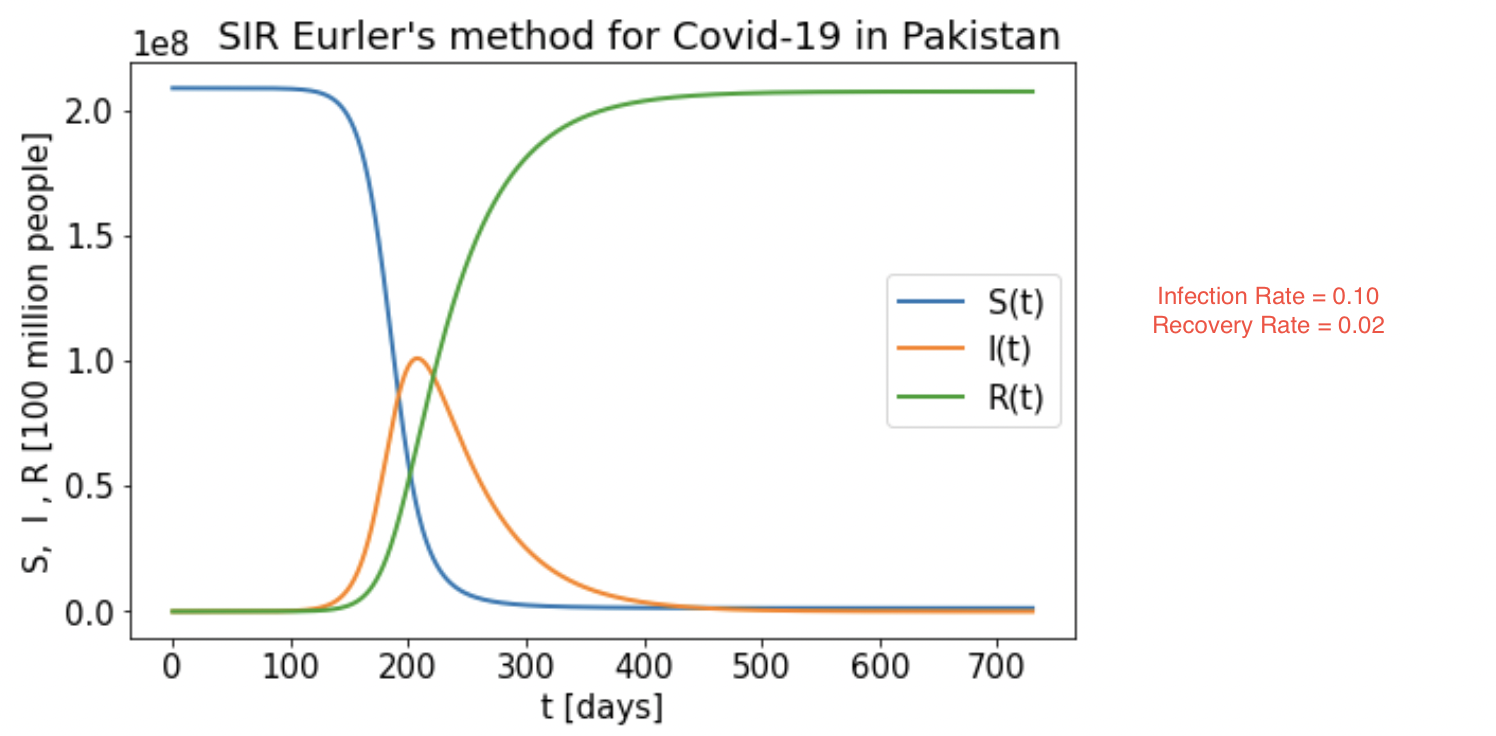 1e8
SIR Eurler's method for Covid-19 in Pakistan
S, I , R [100 million people]
2.0
1.5
1.0
0.5
0.0
S(t)
I(t)
R(t)
Infection Rate = 0.10
Recovery Rate = 0.02
0 100 200 300 400 500 600 700
t [days]